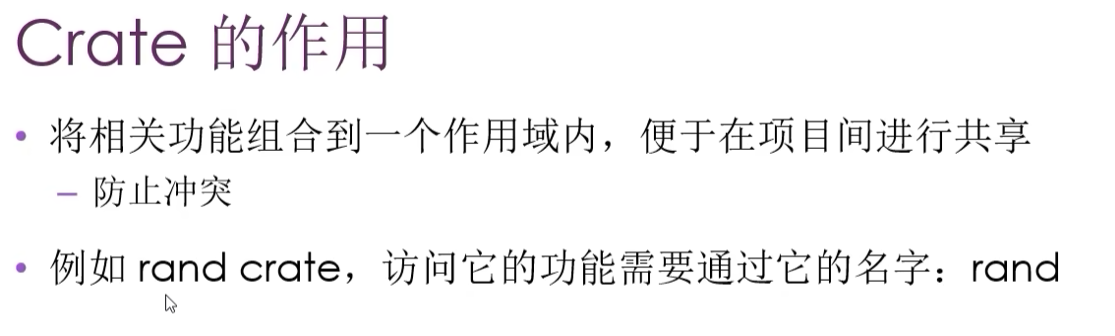 Crate 的作用
• 将相关功能组合到一个作用域内，便于在项目间进行共享
– 防止冲突
• 例如 rand crate，访问它的功能需要通过它的名字：rand